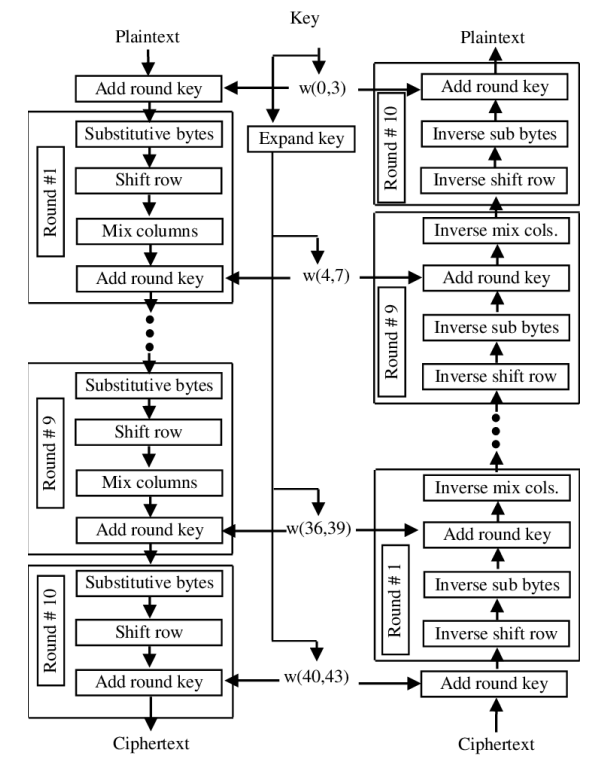 Key
Plaintext
Add round key
Round #1
Substitutive bytes
Shift row
Mix columns
Add round key
Round # 9
Substitutive bytes
Shift row
Mix columns
Add round key
Round # 10
Substitutive bytes
Shift row
Add round key
Ciphertext
w(0,3)
Expand key
w(4,7)
w(36,39)
w(40,43)
Plaintext
Round # 10
Add round key
Inverse sub bytes
Inverse shift row
Round # 9
Inverse mix cols.
Add round key
Inverse sub bytes
Inverse shift row
Round # 1
Inverse mix cols.
Add round key
Inverse sub bytes
Inverse shift row
Add round key
Ciphertext